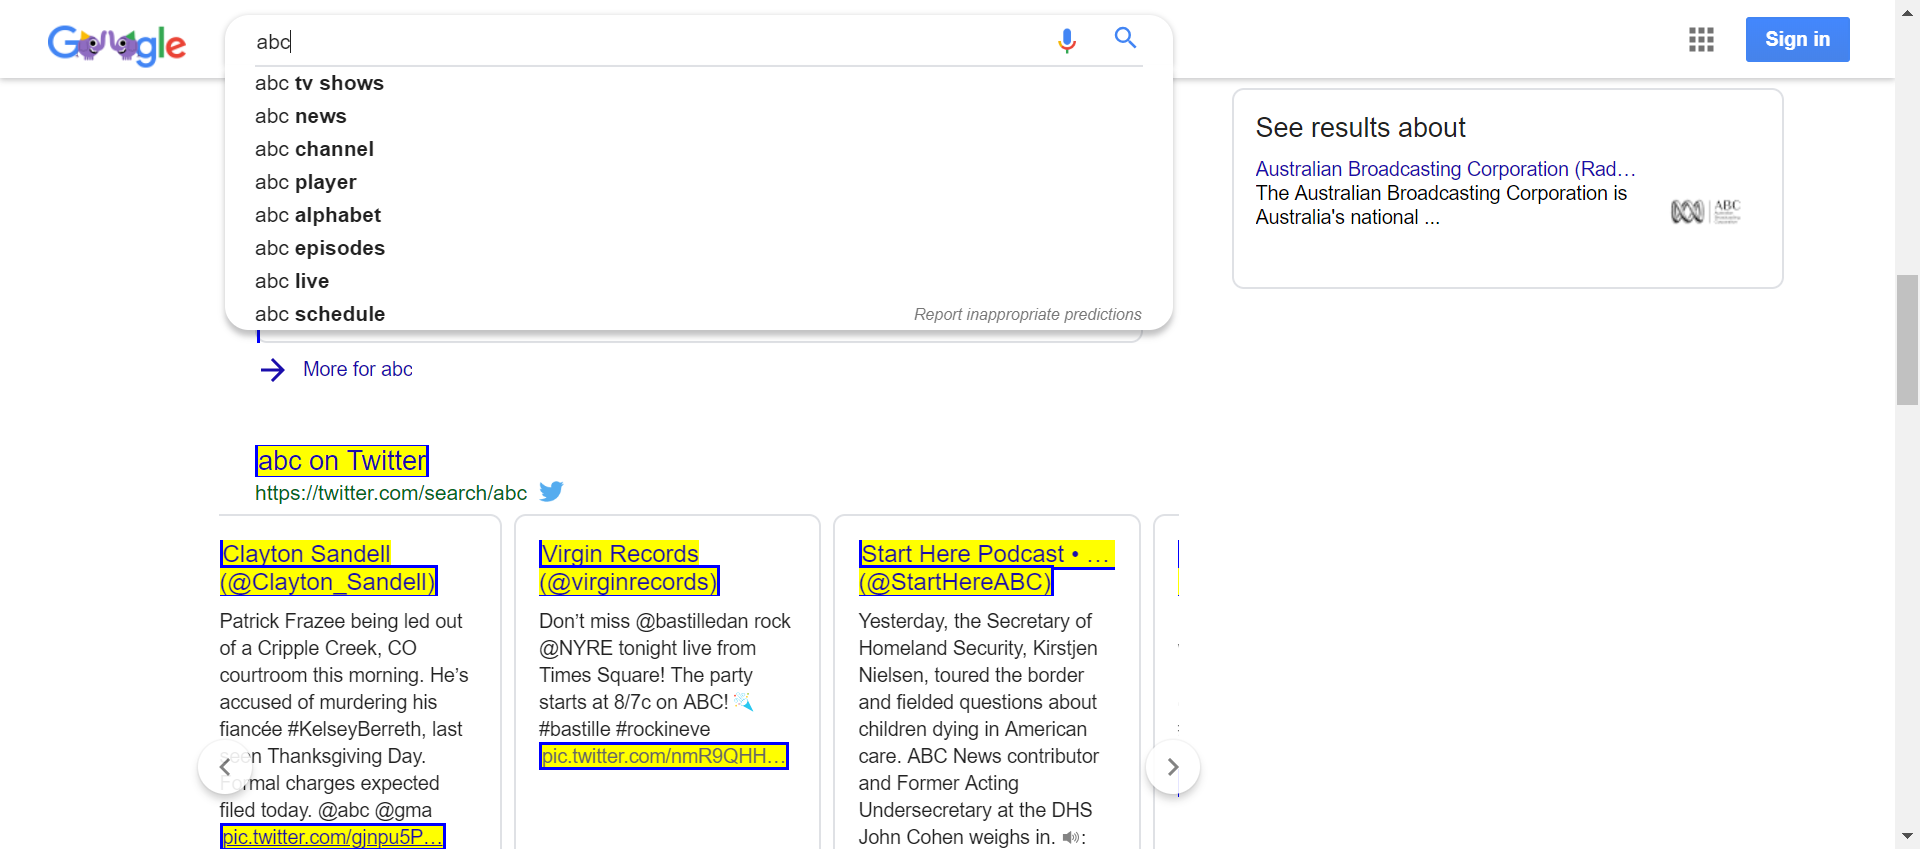 Google
abc
Sign in
abc tv shows
abc news
abc channel
abc player
abc alphabet
abc episodes
abc live
abc schedule
Report inappropriate predictions
See results about
Australian Broadcasting Corporation (Rad...
The Australian Broadcasting Corporation is
Australia's national ...
ABC
More for abc
abc on Twitter
https://twitter.com/search/abc
Clayton Sandell
(@Clayton_Sandell)
Patrick Frazee being led out
of a Cripple Creek, CO
courtroom this morning. He’s
accused of murdering his
fiancée #KelseyBerreth, last
seen Thanksgiving Day.
Formal charges expected
filed today. @abc @gma
pic.twitter.com/gjnpu5P...
Virgin Records
(@virginrecords)
Don’t miss @bastilledan rock
@NYRE tonight live from
Times Square! The party
starts at 8/7c on ABC!
#bastille #rockineve
pic.twitter.com/nmR9QHH...
Start Here Podcast • ...
(@StartHereABC)
Yesterday, the Secretary of
Homeland Security, Kirstjen
Nielsen, toured the border
and fielded questions about
children dying in American
care. ABC News contributor
and Former Acting
Undersecretary at the DHS
John Cohen weighs in. 🔊: